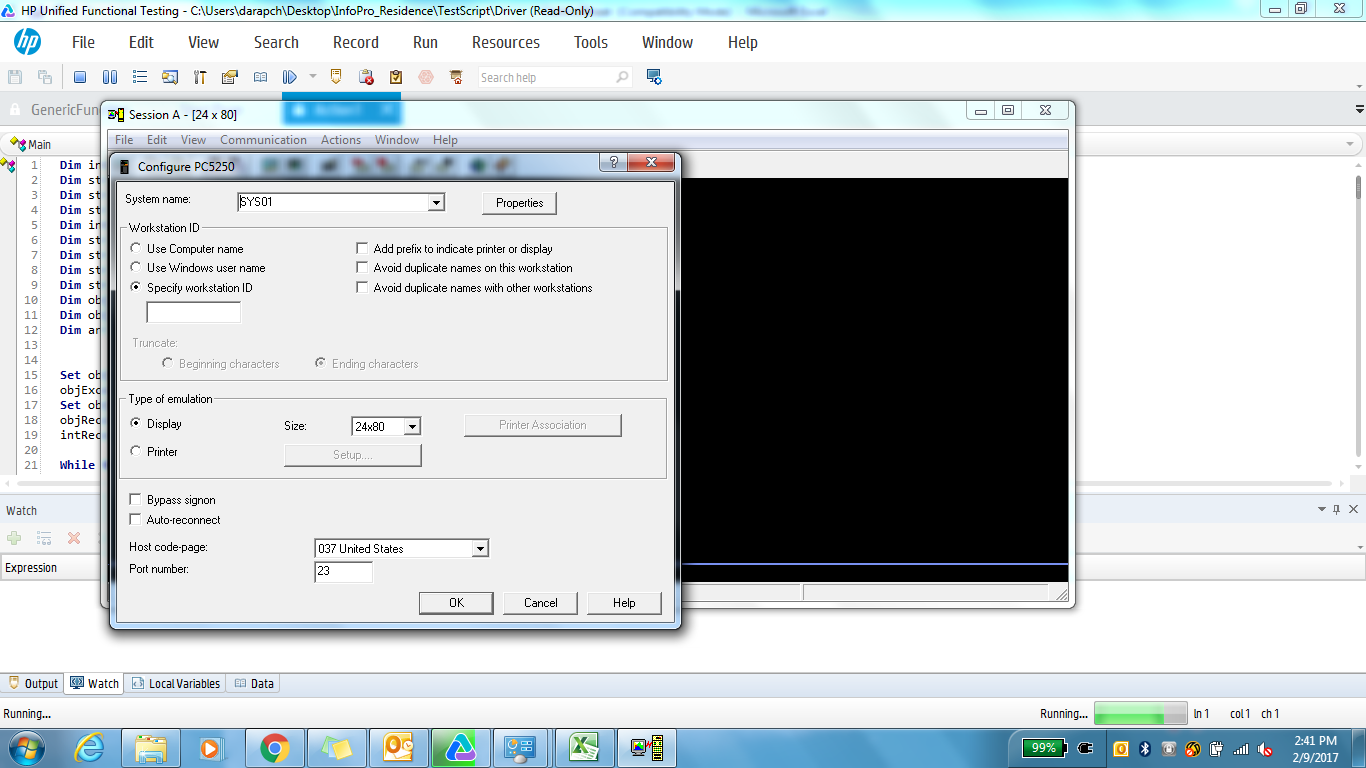 HP Unified Functional Testing - C:\Users\darapch\Desktop\InfoPro_Residence\TestScript\Driver (Read-Only)
hp File Edit View Search Record Run Resources Tools Window Help
Search help
GenericFun
Session A - [24 x 80]
File Edit View Communication Actions Window Help
Main
Configure PC5250
1 Dim in
2 Dim st
3 Dim st
4 Dim st
5 Dim in
6 Dim st
7 Dim st
8 Dim st
9 Dim st
10 Dim ob
11 Dim ob
12 Dim ar
13
14
15 Set ob
16 objExc
17 Set ob
18 objRec
19 intRec
20
21 While
System name: SYS01 Properties
Workstation ID
Use Computer name Add prefix to indicate printer or display
Use Windows user name Avoid duplicate names on this workstation
Specify workstation ID Avoid duplicate names with other workstations
Truncate:
Beginning characters Ending characters
Type of emulation
Display Size: 24x80 Printer Association
Printer Setup....
Bypass signon
Auto-reconnect
Host code-page: 037 United States
Port number: 23
OK Cancel Help
Watch
Expression
Output Watch Local Variables Data
Running... Running... ln 1 col 1 ch 1
99% 2:41 PM
2/9/2017